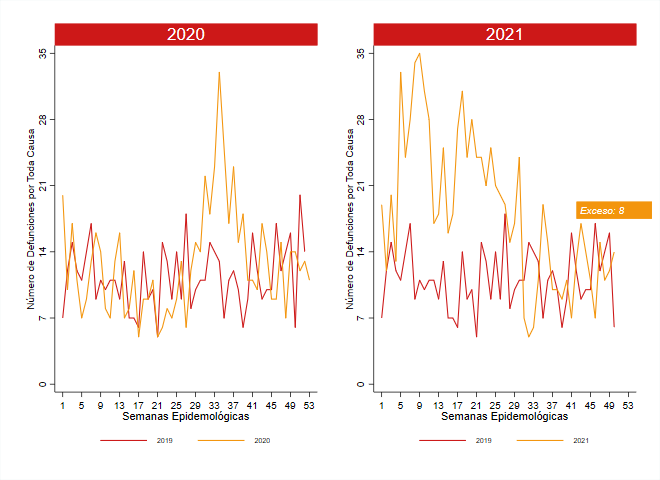 2020
2021
Número de Defunciones por Toda Causa
35
28
21
14
7
0
1 5 9 13 17 21 25 29 33 37 41 45 49 53
Semanas Epidemológicas
2019 2020
Número de Defunciones por Toda Causa
35
28
21
14
7
0
Exceso: 8
1 5 9 13 17 21 25 29 33 37 41 45 49 53
Semanas Epidemológicas
2019 2021